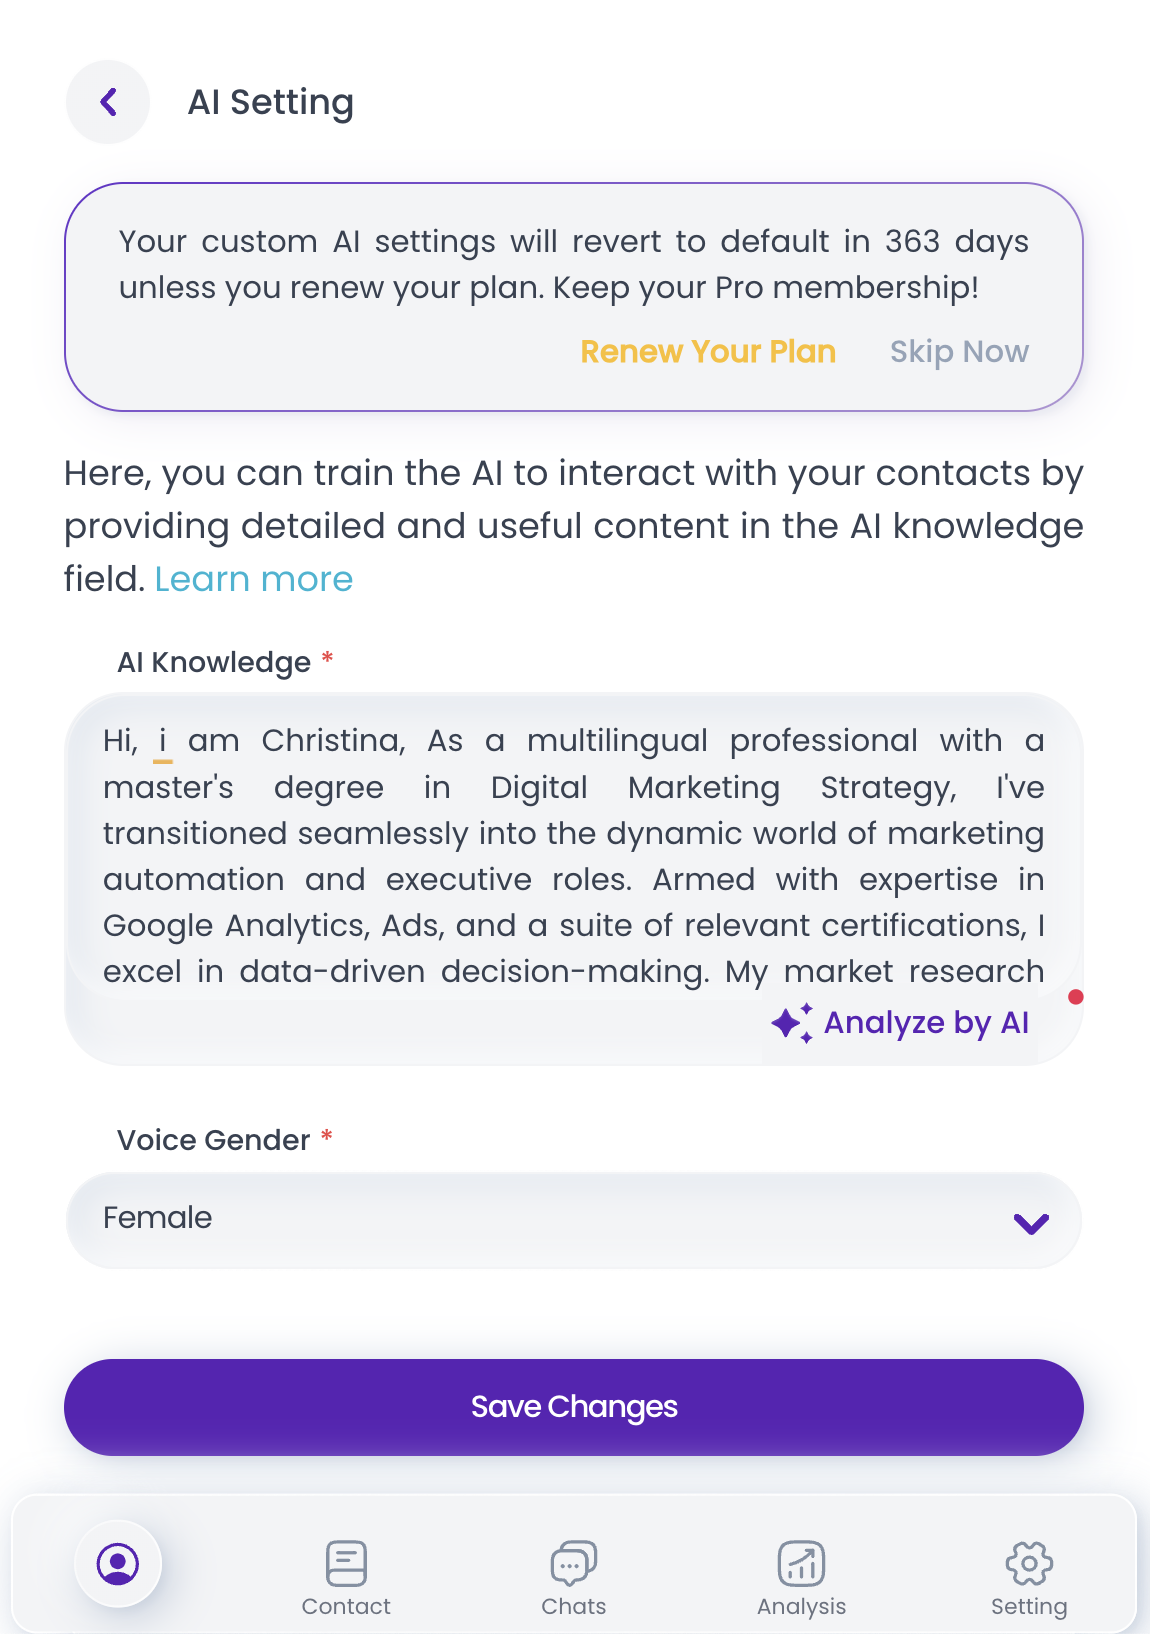 AI Setting
Your custom AI settings will revert to default in 363 days
unless you renew your plan. Keep your Pro membership!
Renew Your Plan Skip Now
Here, you can train the AI to interact with your contacts by
providing detailed and useful content in the AI knowledge
field. Learn more
AI Knowledge *
Hi, i am Christina, As a multilingual professional with a
master's degree in Digital Marketing Strategy, I've
transitioned seamlessly into the dynamic world of marketing
automation and executive roles. Armed with expertise in
Google Analytics, Ads, and a suite of relevant certifications, I
excel in data-driven decision-making. My market research
Analyze by AI
Voice Gender *
Female
Save Changes
Contact Chats Analysis Setting